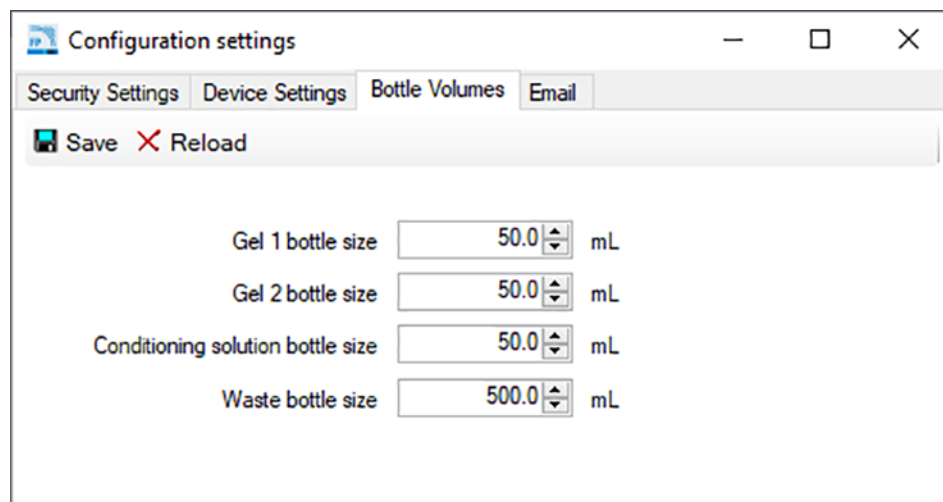 Configuration settings
Security Settings Device Settings Bottle Volumes Email
Save Reload
Gel 1 bottle size 50.0 mL
Gel 2 bottle size 50.0 mL
Conditioning solution bottle size 50.0 mL
Waste bottle size 500.0 mL